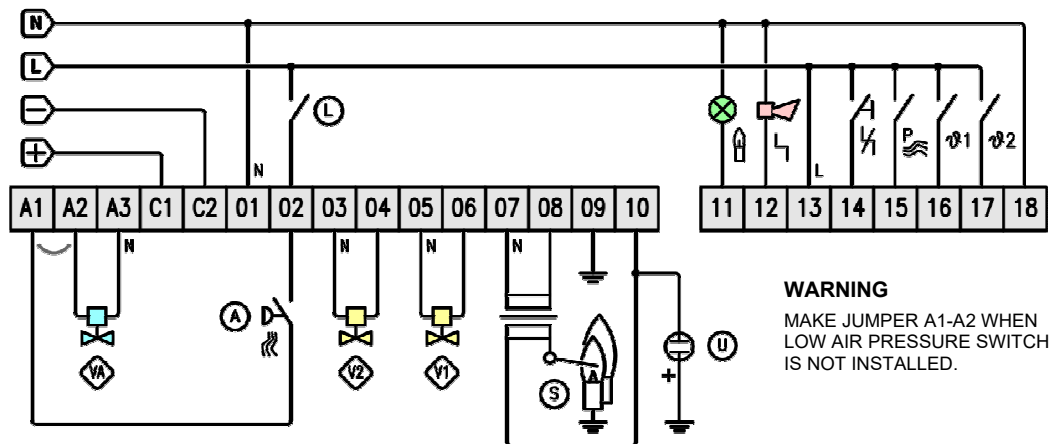 N
L
−
+
L
N
L
P
ϑ1
ϑ2
A1 A2 A3 C1 C2 01 02 03 04 05 06 07 08 09 10
11 12 13 14 15 16 17 18
N
N
N
N
A
VA
V2
V1
S
A
U
+
WARNING
MAKE JUMPER A1-A2 WHEN
LOW AIR PRESSURE SWITCH
IS NOT INSTALLED.